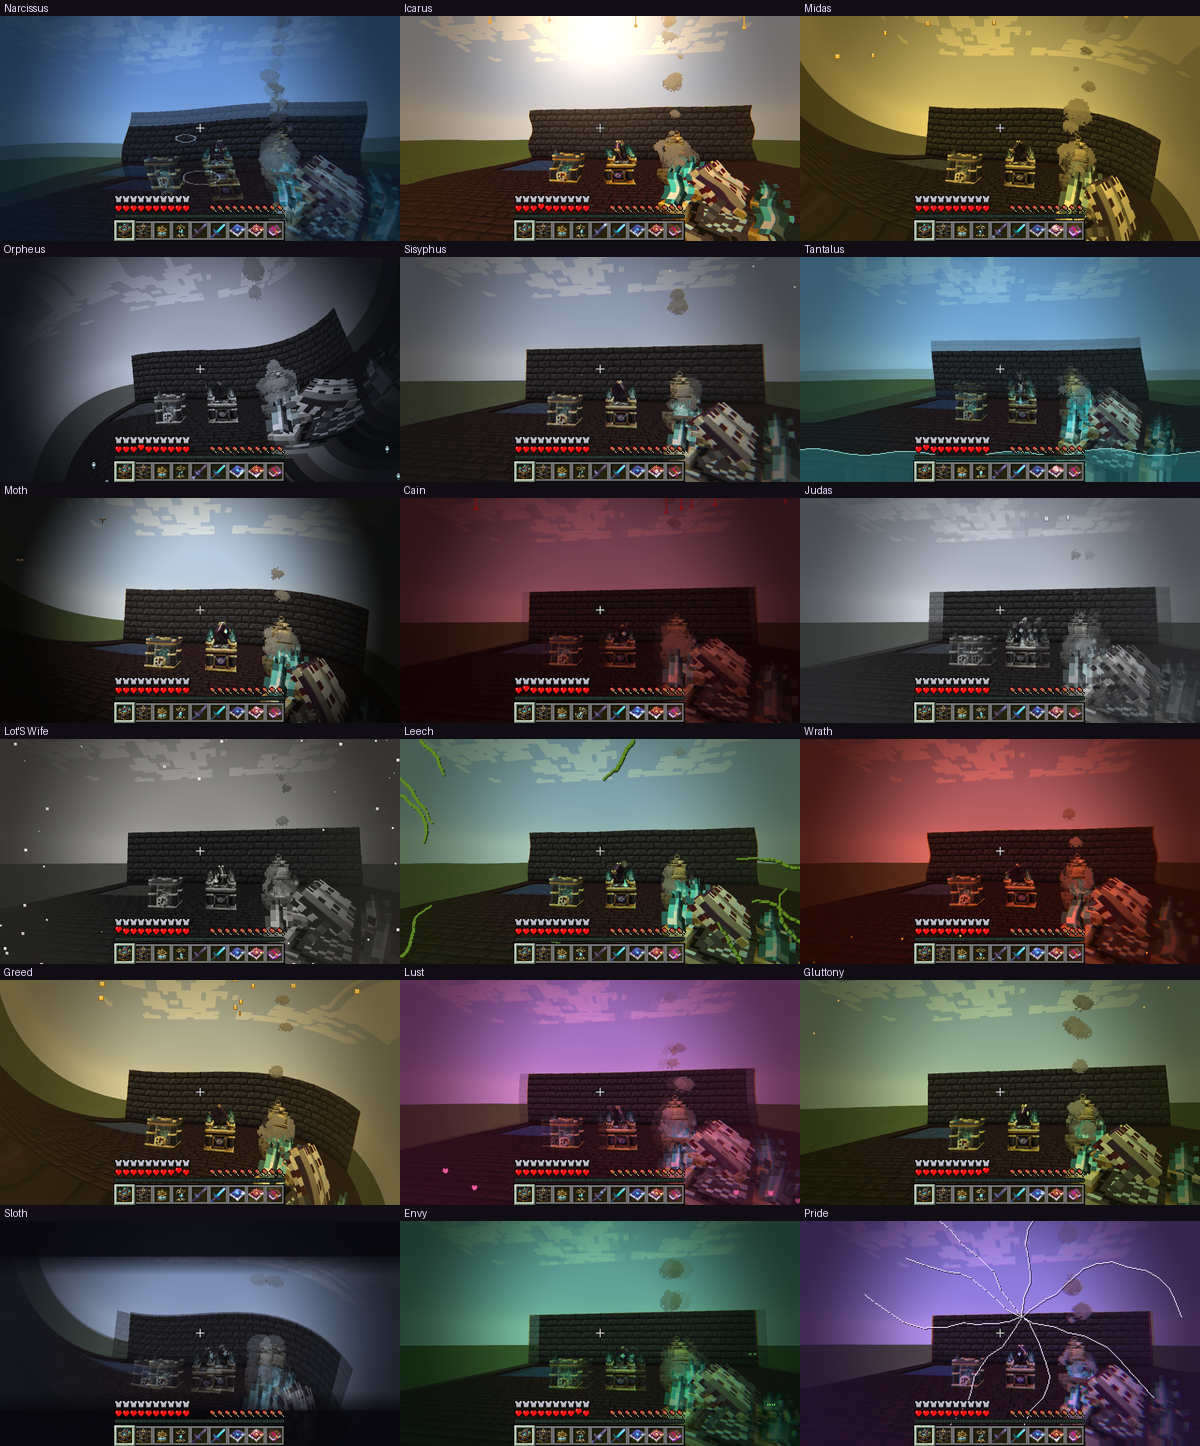 Narcissus
Icarus
Midas
Orpheus
Sisyphus
Tantalus
Moth
Cain
Judas
Lot'S Wife
Leech
Wrath
Greed
Lust
Gluttony
Sloth
Envy
Pride